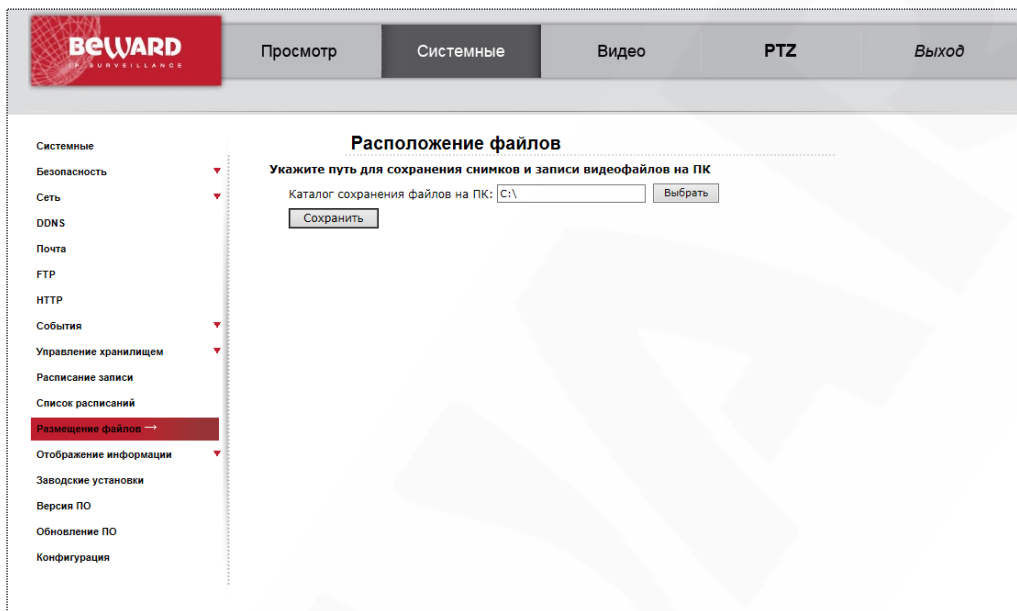 BEWARD
IP SURVEILLANCE
Просмотр
Системные
Видео
PTZ
Выход
Системные
Безопасность
Сеть
DDNS
Почта
FTP
HTTP
События
Управление хранилищем
Расписание записи
Список расписаний
Размещение файлов →
Отображение информации
Заводские установки
Версия ПО
Обновление ПО
Конфигурация
Расположение файлов
Укажите путь для сохранения снимков и записи видеофайлов на ПК
Каталог сохранения файлов на ПК: C:\ Выбрать
Сохранить